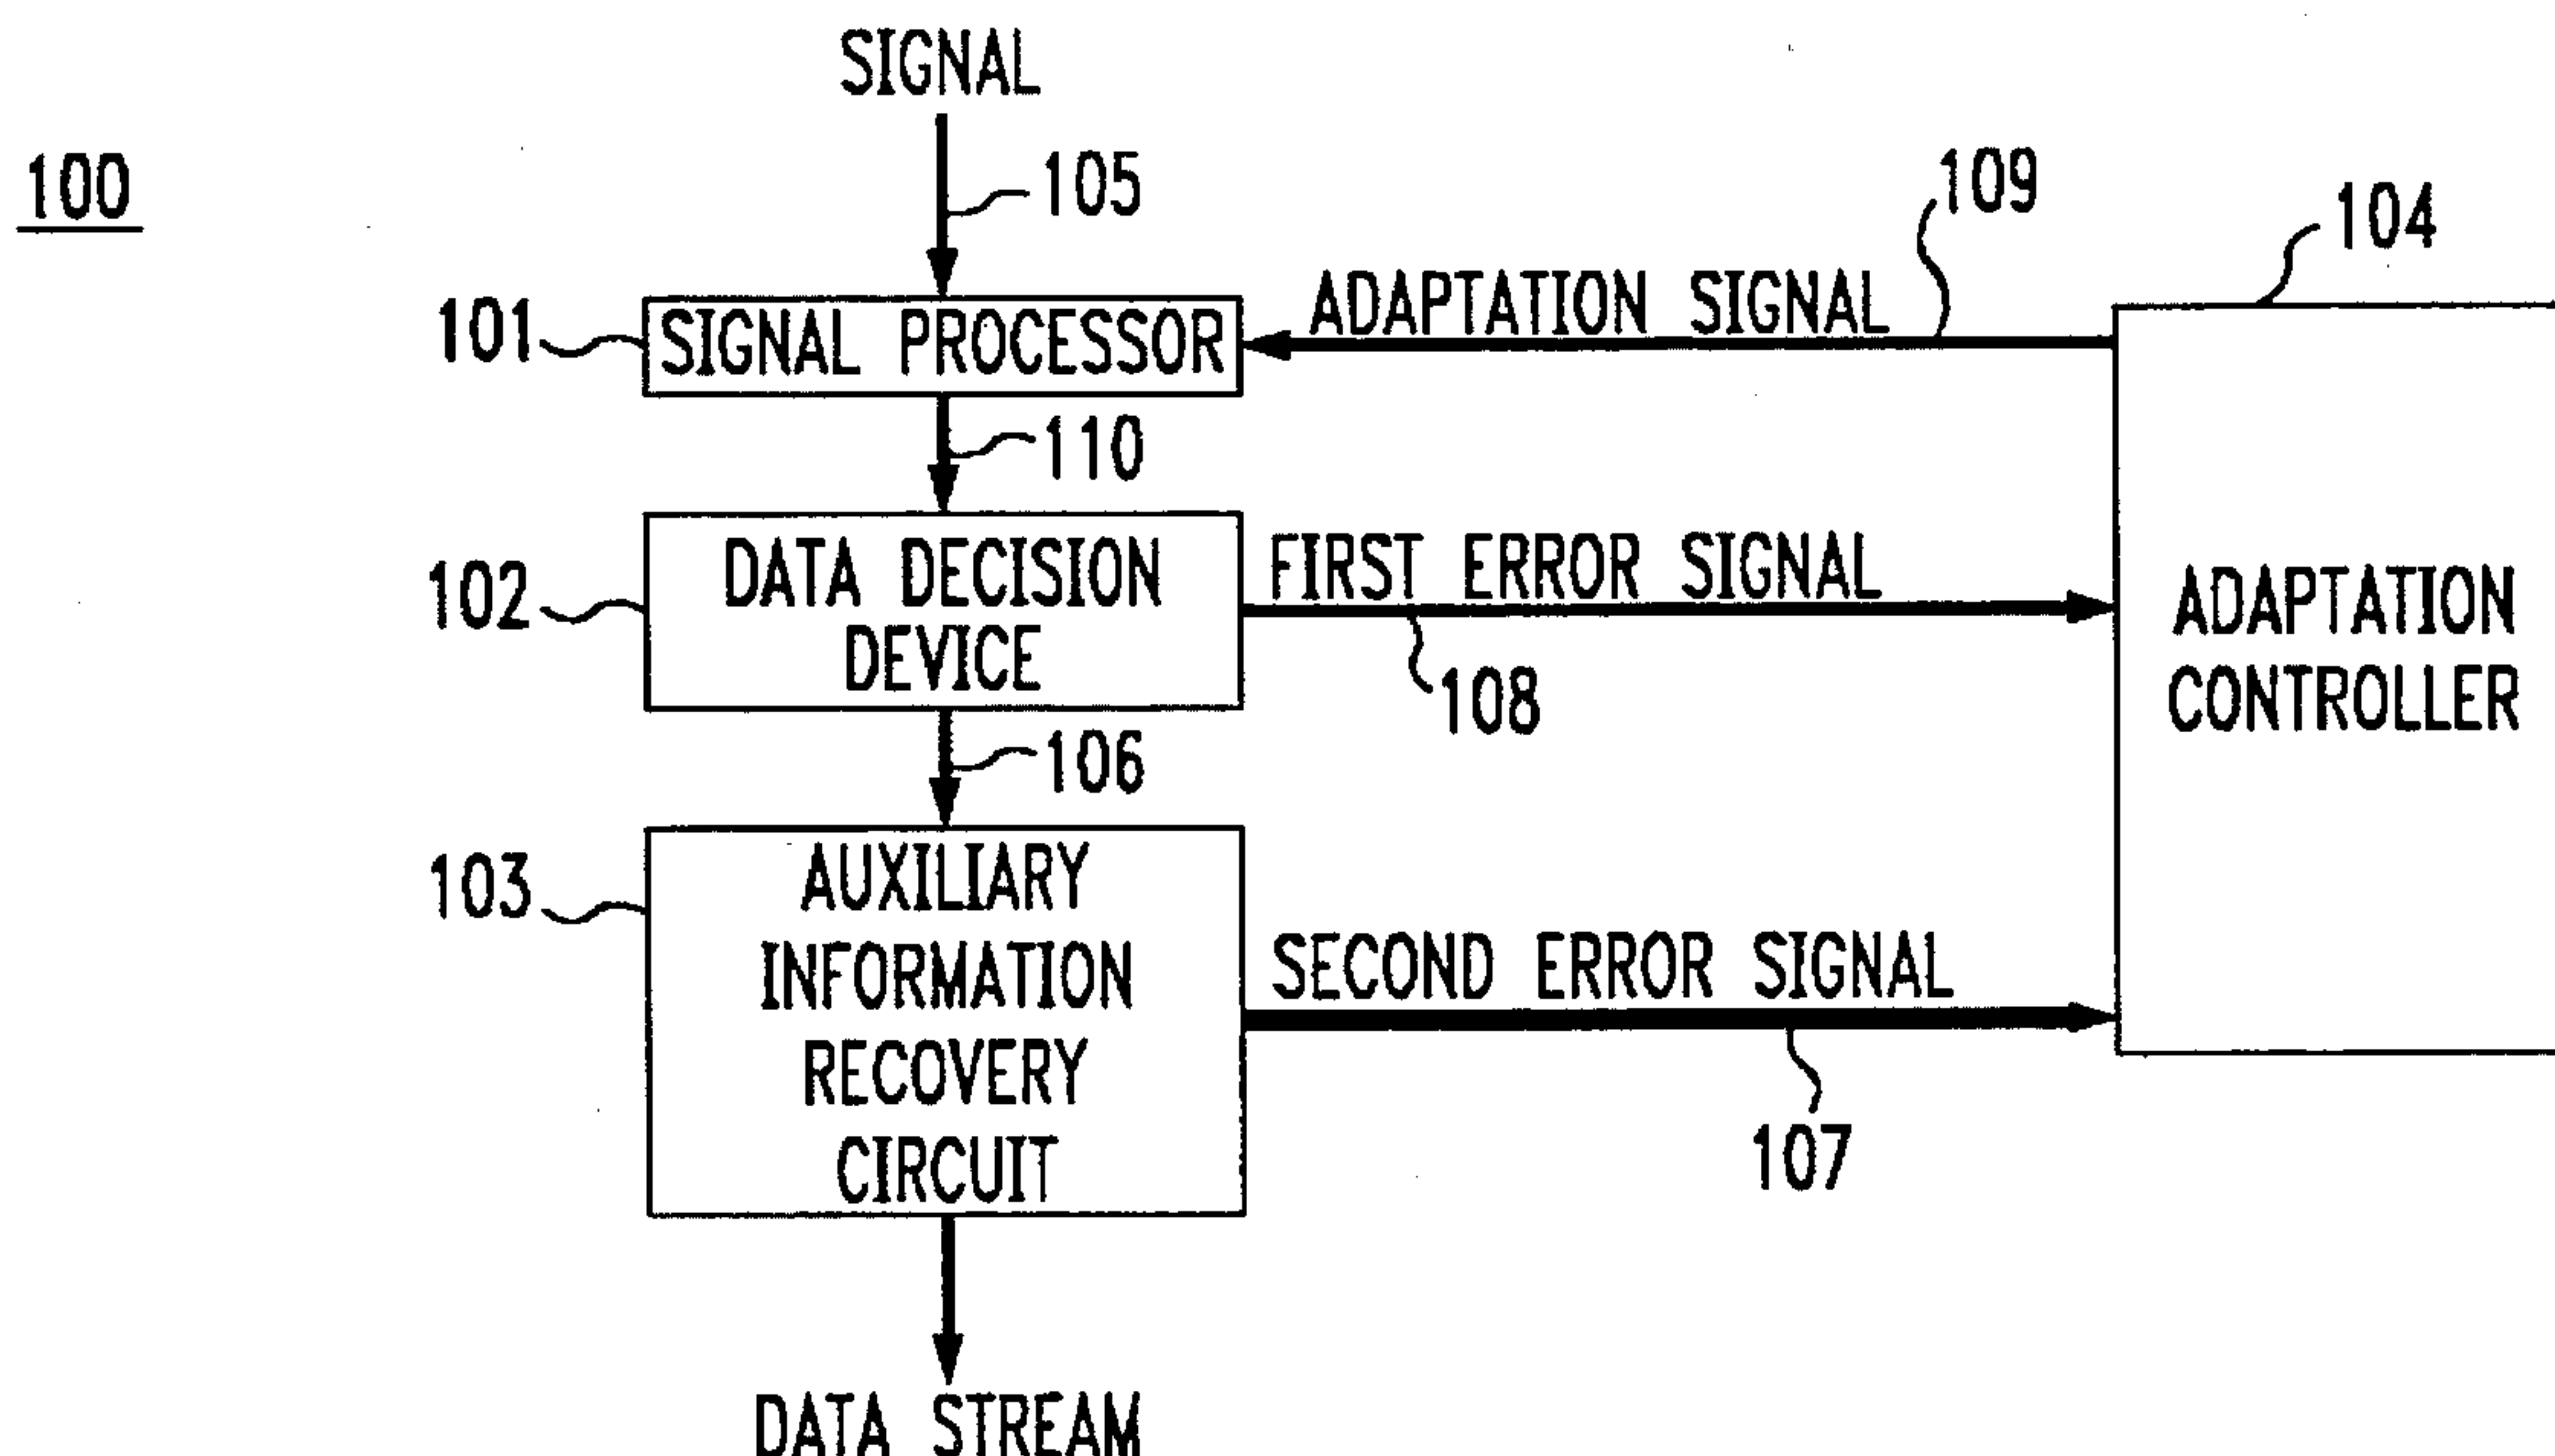 SIGNAL
100
105
109
104
101
SIGNAL PROCESSOR
ADAPTATION SIGNAL
110
102
DATA DECISION
DEVICE
FIRST ERROR SIGNAL
108
ADAPTATION
CONTROLLER
106
103
AUXILIARY
INFORMATION
RECOVERY
CIRCUIT
SECOND ERROR SIGNAL
107
DATA STREAM